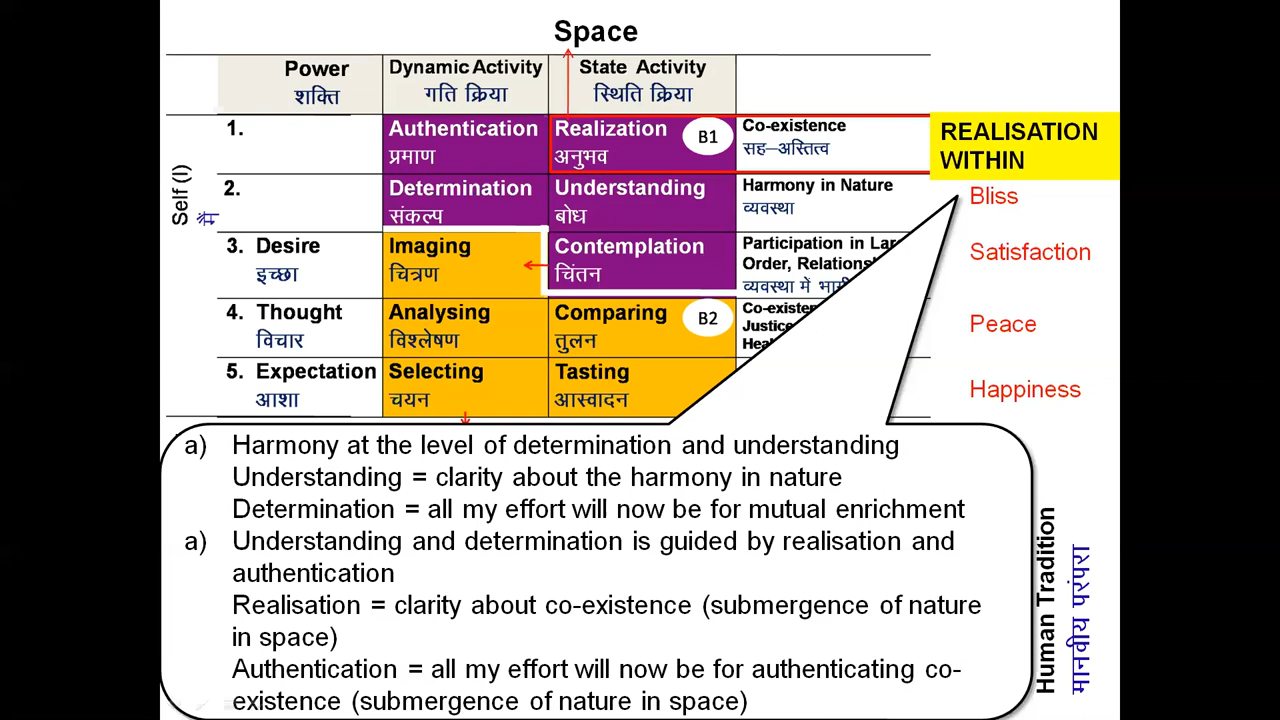 Space
Power
शक्ति
Dynamic Activity
गति क्रिया
State Activity
स्थिति क्रिया
Self (I)
मैं
1.
Authentication
प्रमाण
Realization
अनुभव
B1
Co-existence
सह–अस्तित्व
REALISATION
WITHIN
2.
Determination
संकल्प
Understanding
बोध
Harmony in Nature
व्यवस्था
Bliss
3. Desire
इच्छा
Imaging
चित्रण
Contemplation
चिंतन
Participation in
Order,
व्यवस्था में
Satisfaction
4. Thought
विचार
Analysing
विश्लेषण
Comparing
तुलन
B2
Justice
Peace
5. Expectation
आशा
Selecting
चयन
Tasting
आस्वादन
Happiness
a) Harmony at the level of determination and understanding
Understanding = clarity about the harmony in nature
Determination = all my effort will now be for mutual enrichment
a) Understanding and determination is guided by realisation and
authentication
Realisation = clarity about co-existence (submergence of nature
in space)
Authentication = all my effort will now be for authenticating co-
existence (submergence of nature in space)
Human Tradition
मानवीय परंपरा